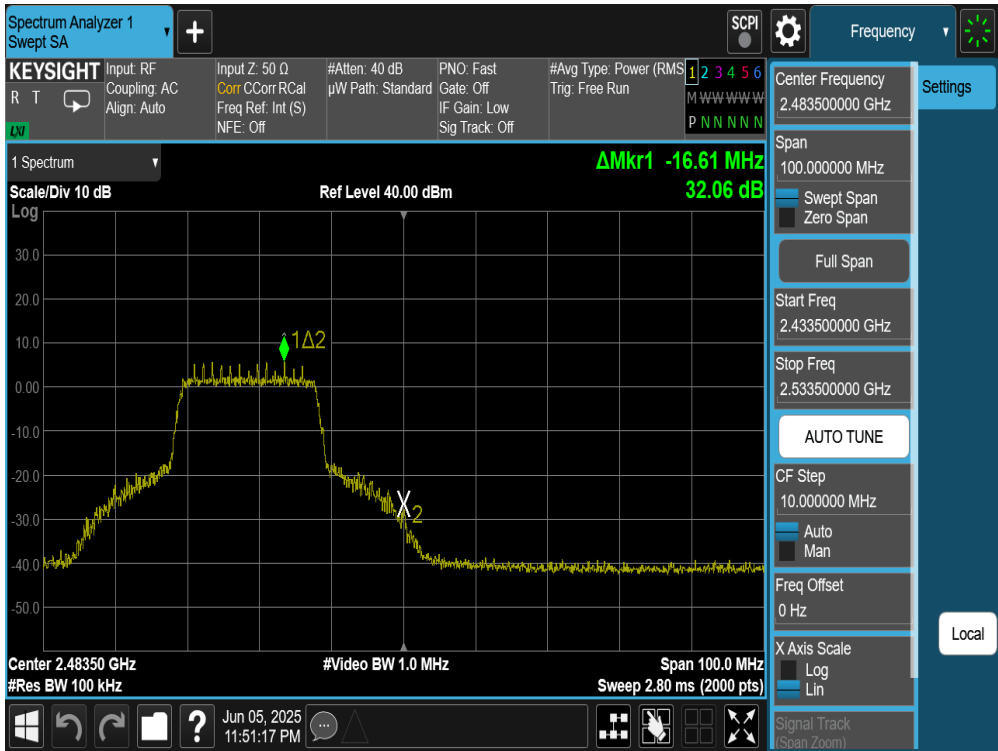 Spectrum Analyzer 1
Swept SA
+
SCPI
Frequency
KEYSIGHT
R T
LXI
Input: RF
Coupling: AC
Align: Auto
Input Z: 50 Ω
Corr CCorr RCal
Freq Ref: Int (S)
NFE: Off
#Atten: 40 dB
µW Path: Standard
PNO: Fast
Gate: Off
IF Gain: Low
Sig Track: Off
#Avg Type: Power (RMS
Trig: Free Run
1 2 3 4 5 6
M W W W W W
P N N N N N
1 Spectrum
ΔMkr1 -16.61 MHz
32.06 dB
Scale/Div 10 dB
Ref Level 40.00 dBm
Log
30.0
20.0
10.0
0.00
-10.0
-20.0
-30.0
-40.0
-50.0
1Δ2
X2
Center 2.48350 GHz
#Video BW 1.0 MHz
Span 100.0 MHz
#Res BW 100 kHz
Sweep 2.80 ms (2000 pts)
Center Frequency
2.483500000 GHz
Settings
Span
100.000000 MHz
Swept Span
Zero Span
Full Span
Start Freq
2.433500000 GHz
Stop Freq
2.533500000 GHz
AUTO TUNE
CF Step
10.000000 MHz
Auto
Man
Freq Offset
0 Hz
X Axis Scale
Log
Lin
Signal Track
(Span Zoom)
Local
?
Jun 05, 2025
11:51:17 PM